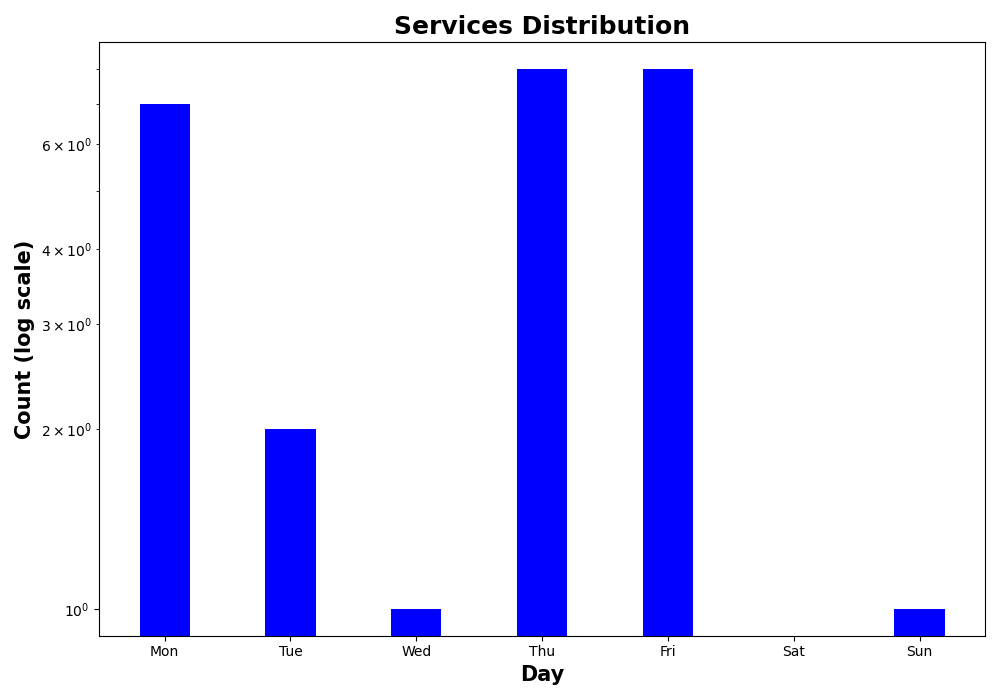 Services Distribution
Count (log scale)
6 × 10⁰
4 × 10⁰
3 × 10⁰
2 × 10⁰
10⁰
Mon Tue Wed Thu Fri Sat Sun
Day